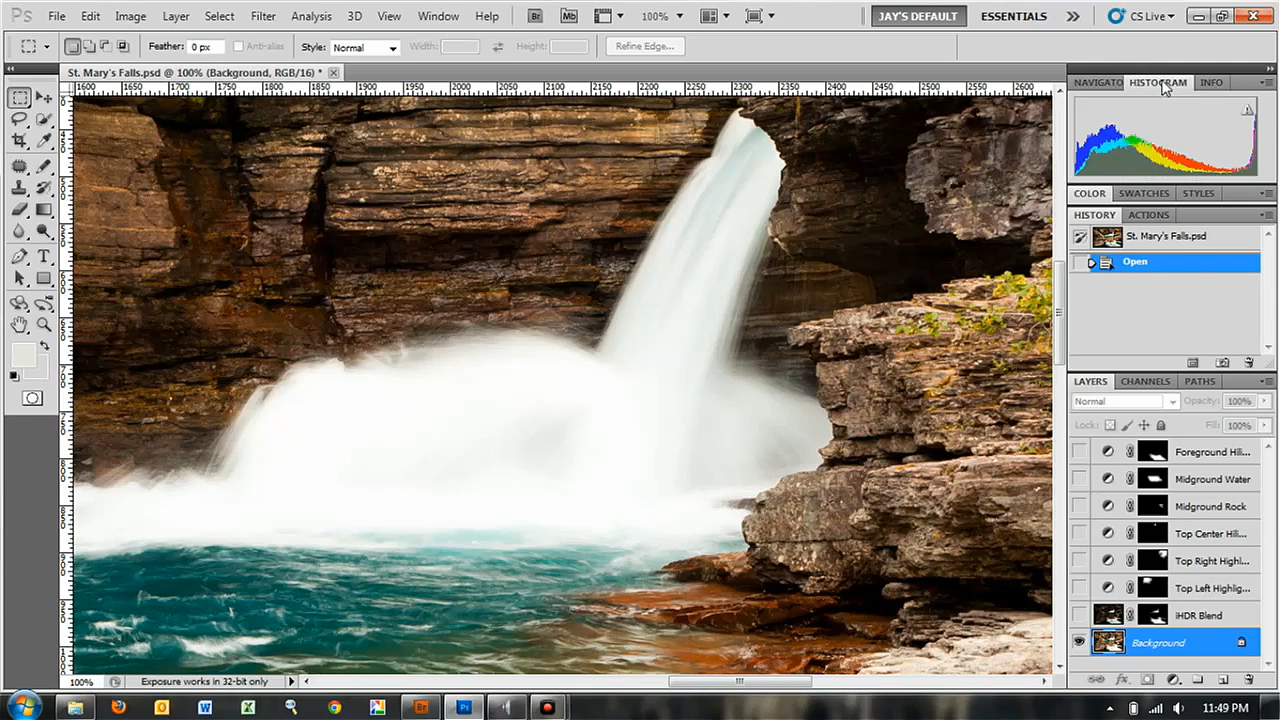 Ps File Edit Image Layer Select Filter Analysis 3D View Window Help Br Mb 100% JAY'S DEFAULT ESSENTIALS CS Live
Feather: 0 px Anti-alias Style: Normal Width: Height: Refine Edge...
St. Mary's Falls.psd @ 100% (Background, RGB/16) *
1600 1650 1700 1750 1800 1850 1900 1950 2000 2050 2100 2150 2200 2250 2300 2350 2400 2450 2500 2550 2600
NAVIGATO HISTOGRAM INFO
COLOR SWATCHES STYLES
HISTORY ACTIONS
St. Mary's Falls.psd
Open
LAYERS CHANNELS PATHS
Normal Opacity: 100%
Lock: Fill: 100%
Foreground Hil...
Midground Water
Midground Rock
Top Center Hili...
Top Right Highl...
Top Left Highlig...
iHDR Blend
Background
100% Exposure works in 32-bit only
Br Ps 11:49 PM